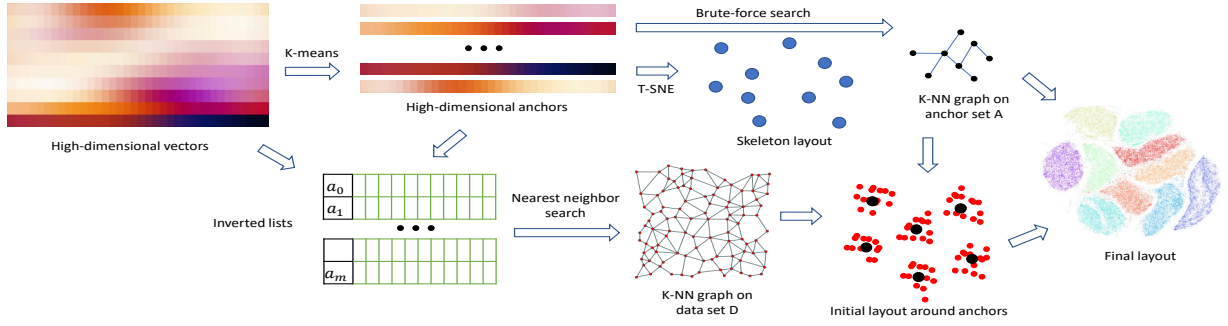 Brute-force search
K-means
T-SNE
High-dimensional anchors
K-NN graph on
anchor set A
Skeleton layout
High-dimensional vectors
a0
a1
am
Inverted lists
Nearest neighbor
search
K-NN graph on
data set D
Initial layout around anchors
Final layout